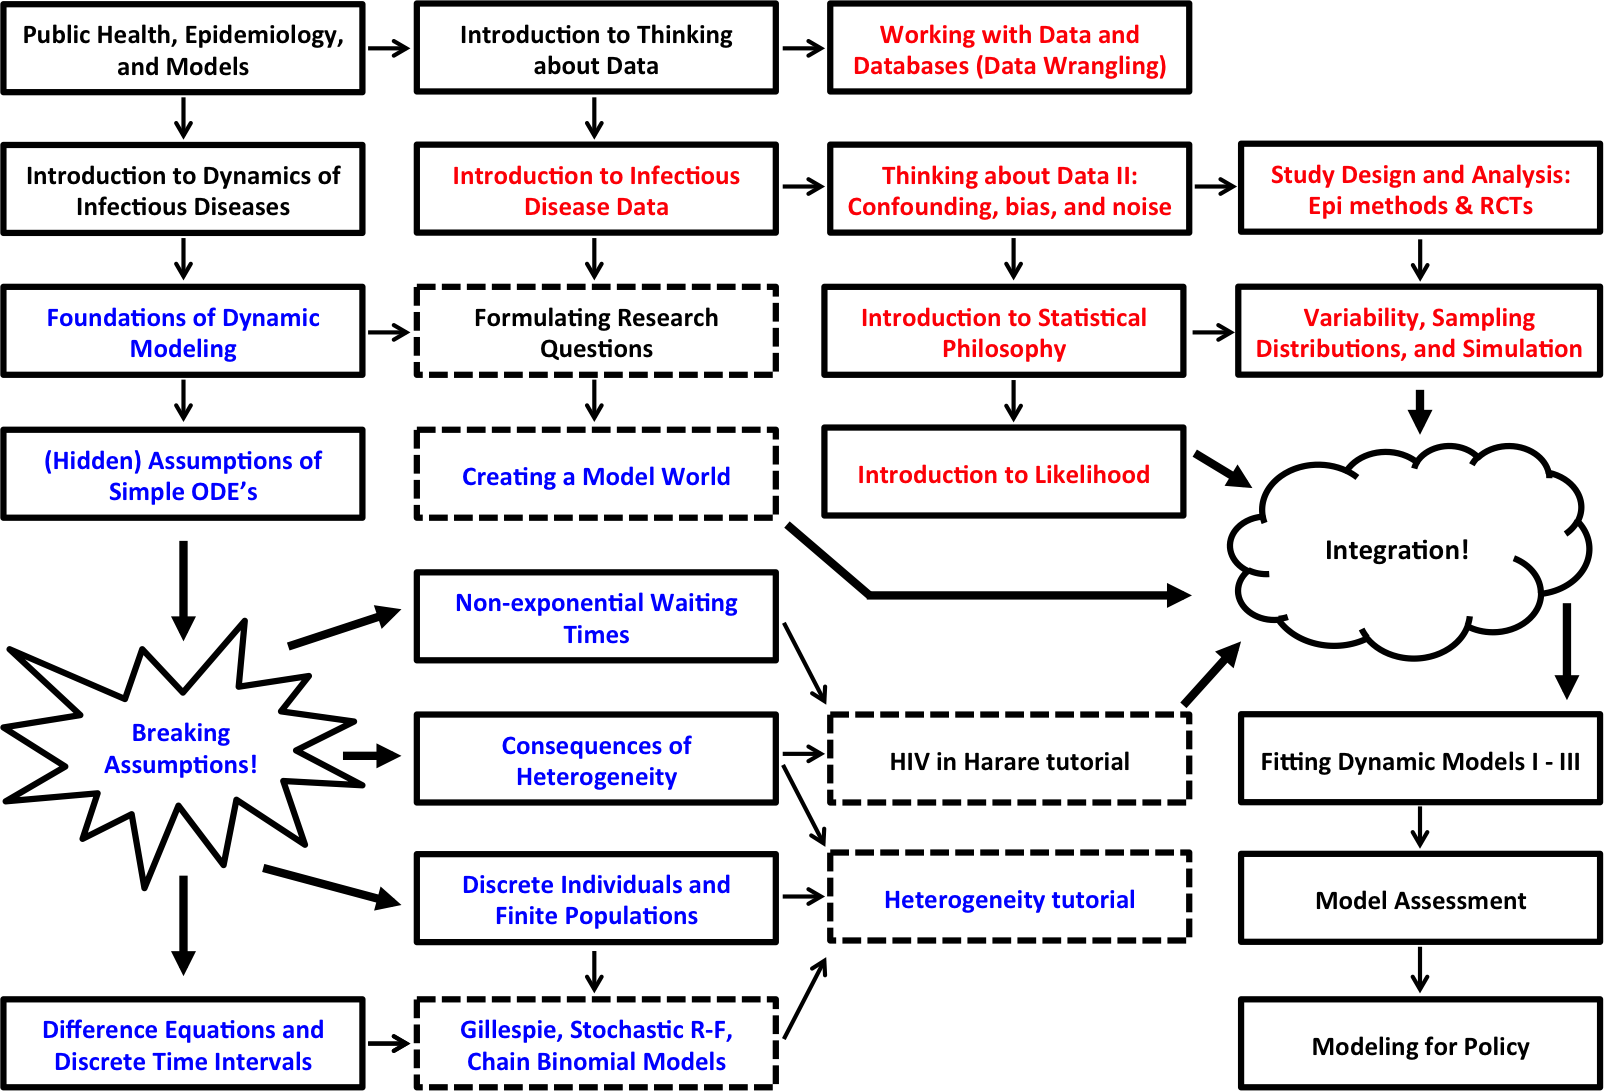 Public Health, Epidemiology,
and Models
Introduction to Thinking
about Data
Working with Data and
Databases (Data Wrangling)
Introduction to Dynamics of
Infectious Diseases
Introduction to Infectious
Disease Data
Thinking about Data II:
Confounding, bias, and noise
Study Design and Analysis:
Epi methods & RCTs
Foundations of Dynamic
Modeling
Formulating Research
Questions
Introduction to Statistical
Philosophy
Variability, Sampling
Distributions, and Simulation
(Hidden) Assumptions of
Simple ODE’s
Creating a Model World
Introduction to Likelihood
Integration!
Non-exponential Waiting
Times
Breaking
Assumptions!
Consequences of
Heterogeneity
HIV in Harare tutorial
Fitting Dynamic Models I - III
Discrete Individuals and
Finite Populations
Heterogeneity tutorial
Model Assessment
Difference Equations and
Discrete Time Intervals
Gillespie, Stochastic R-F,
Chain Binomial Models
Modeling for Policy